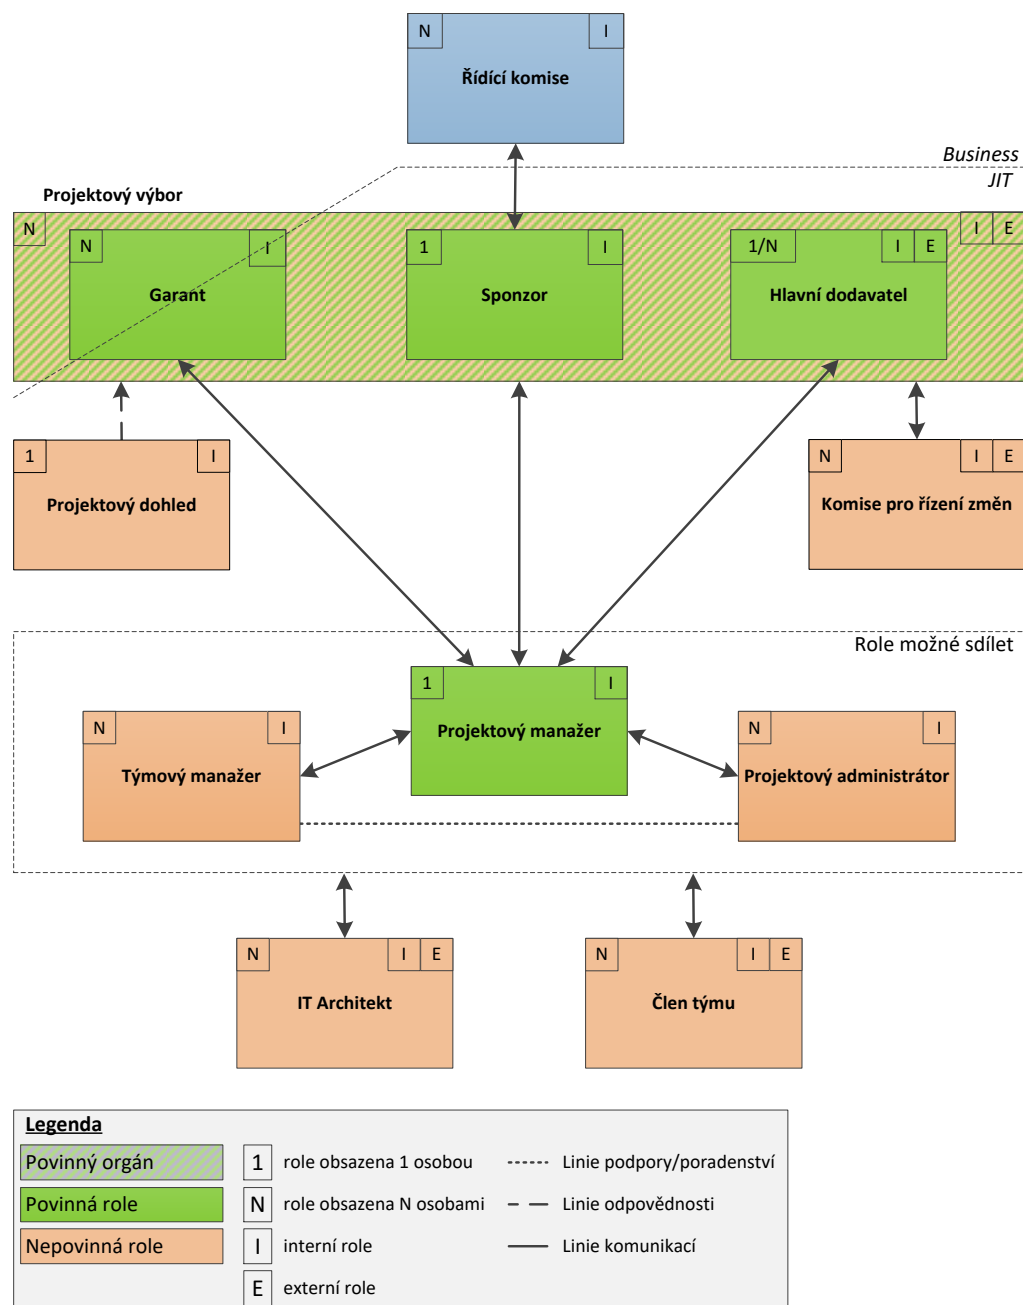 N
I
Řídící komise
Business
JIT
Projektový výbor
N
I
E
N
I
Garant
1
I
Sponzor
1/N
I
E
Hlavní dodavatel
1
I
Projektový dohled
N
I
E
Komise pro řízení změn
Role možné sdílet
1
I
Projektový manažer
N
I
Týmový manažer
N
I
Projektový administrátor
N
I
E
IT Architekt
N
I
E
Člen týmu
Legenda
Povinný orgán
1
role obsazena 1 osobou
Linie podpory/poradenství
Povinná role
N
role obsazena N osobami
Linie odpovědnosti
Nepovinná role
I
interní role
Linie komunikací
E
externí role